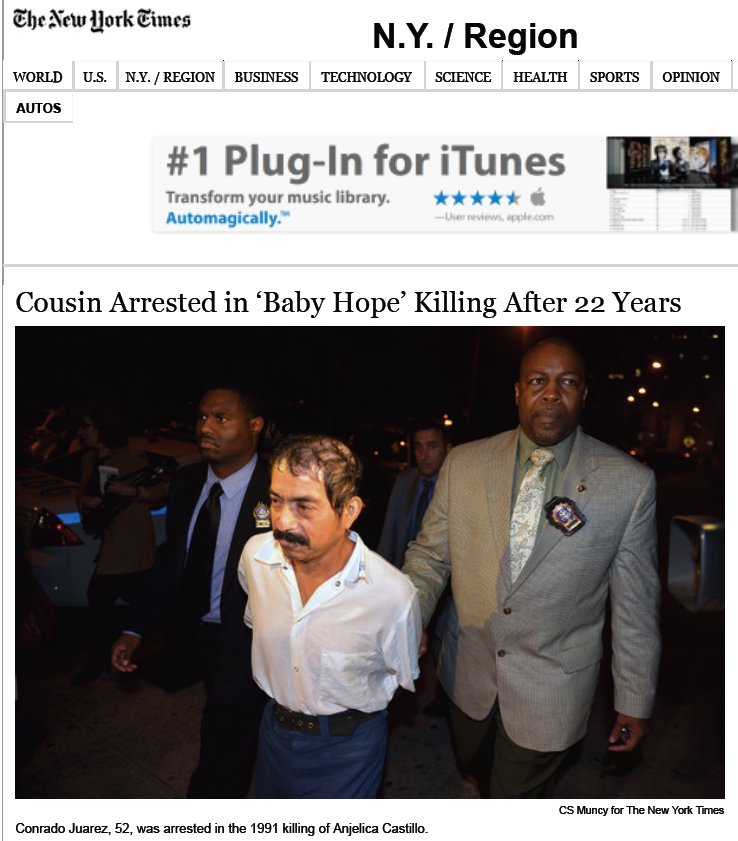 The New York Times
N.Y. / Region
WORLD U.S. N.Y. / REGION BUSINESS TECHNOLOGY SCIENCE HEALTH SPORTS OPINION
AUTOS
#1 Plug-In for iTunes
Transform your music library.
Automagically.™
—User reviews, apple.com
Cousin Arrested in ‘Baby Hope’ Killing After 22 Years
CS Muncy for The New York Times
Conrado Juarez, 52, was arrested in the 1991 killing of Anjelica Castillo.